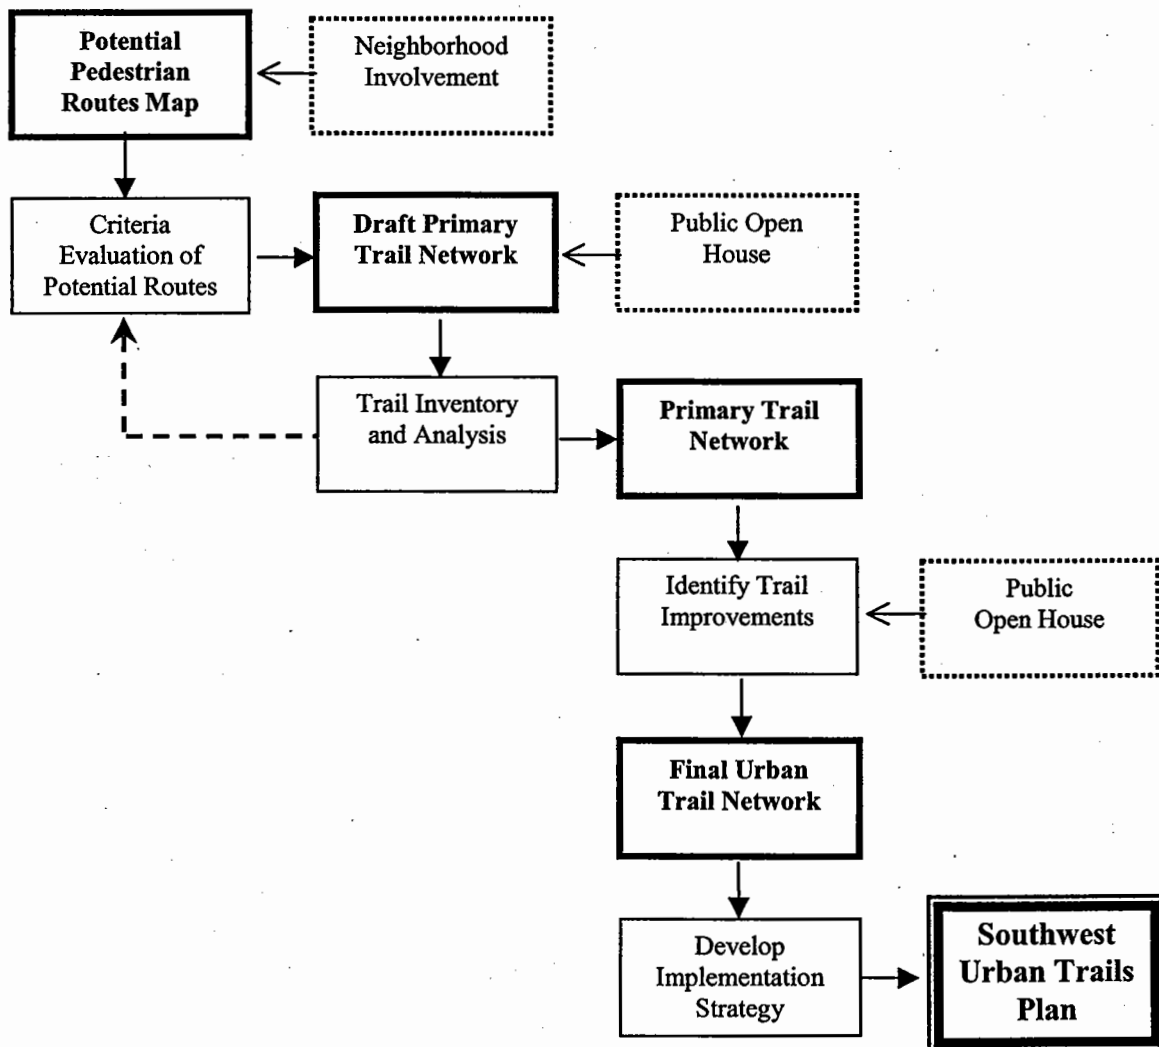 Potential
Pedestrian
Routes Map
Neighborhood
Involvement
Criteria
Evaluation of
Potential Routes
Draft Primary
Trail Network
Public Open
House
Trail Inventory
and Analysis
Primary Trail
Network
Identify Trail
Improvements
Public
Open House
Final Urban
Trail Network
Develop
Implementation
Strategy
Southwest
Urban Trails
Plan